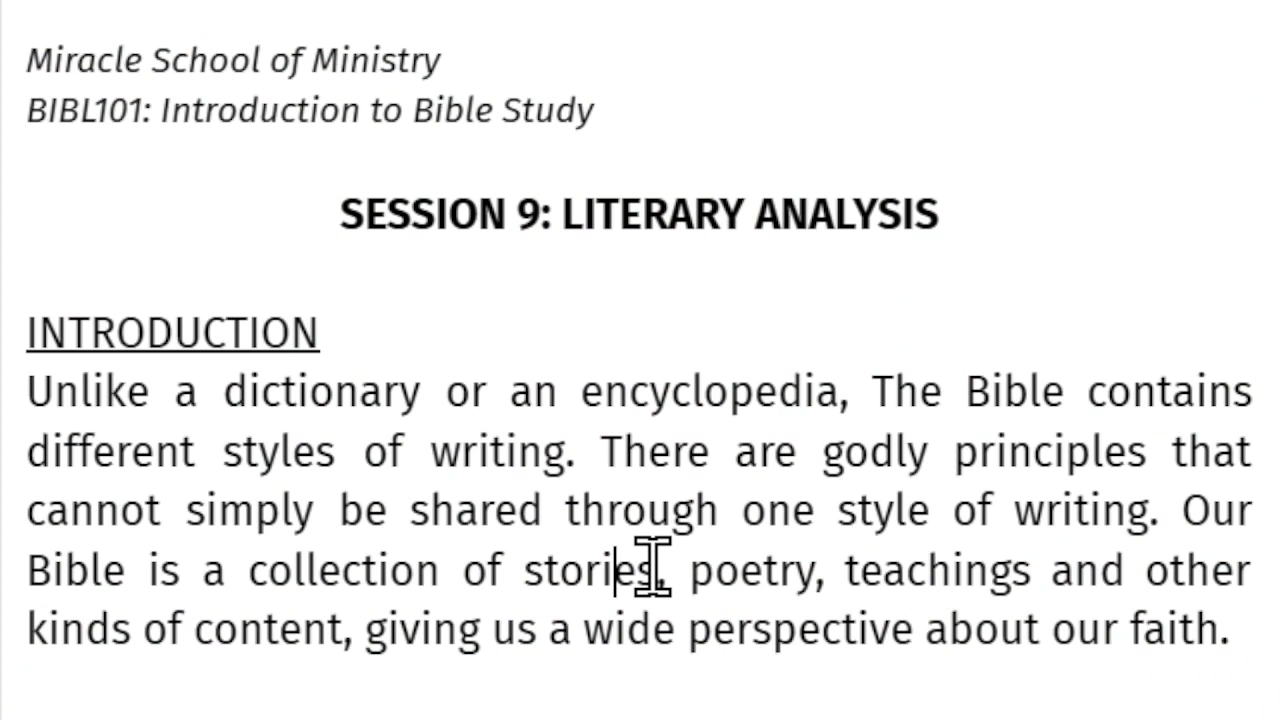 Miracle School of Ministry
BIBL101: Introduction to Bible Study
SESSION 9: LITERARY ANALYSIS
INTRODUCTION
Unlike a dictionary or an encyclopedia, The Bible contains
different styles of writing. There are godly principles that
cannot simply be shared through one style of writing. Our
Bible is a collection of stories, poetry, teachings and other
kinds of content, giving us a wide perspective about our faith.